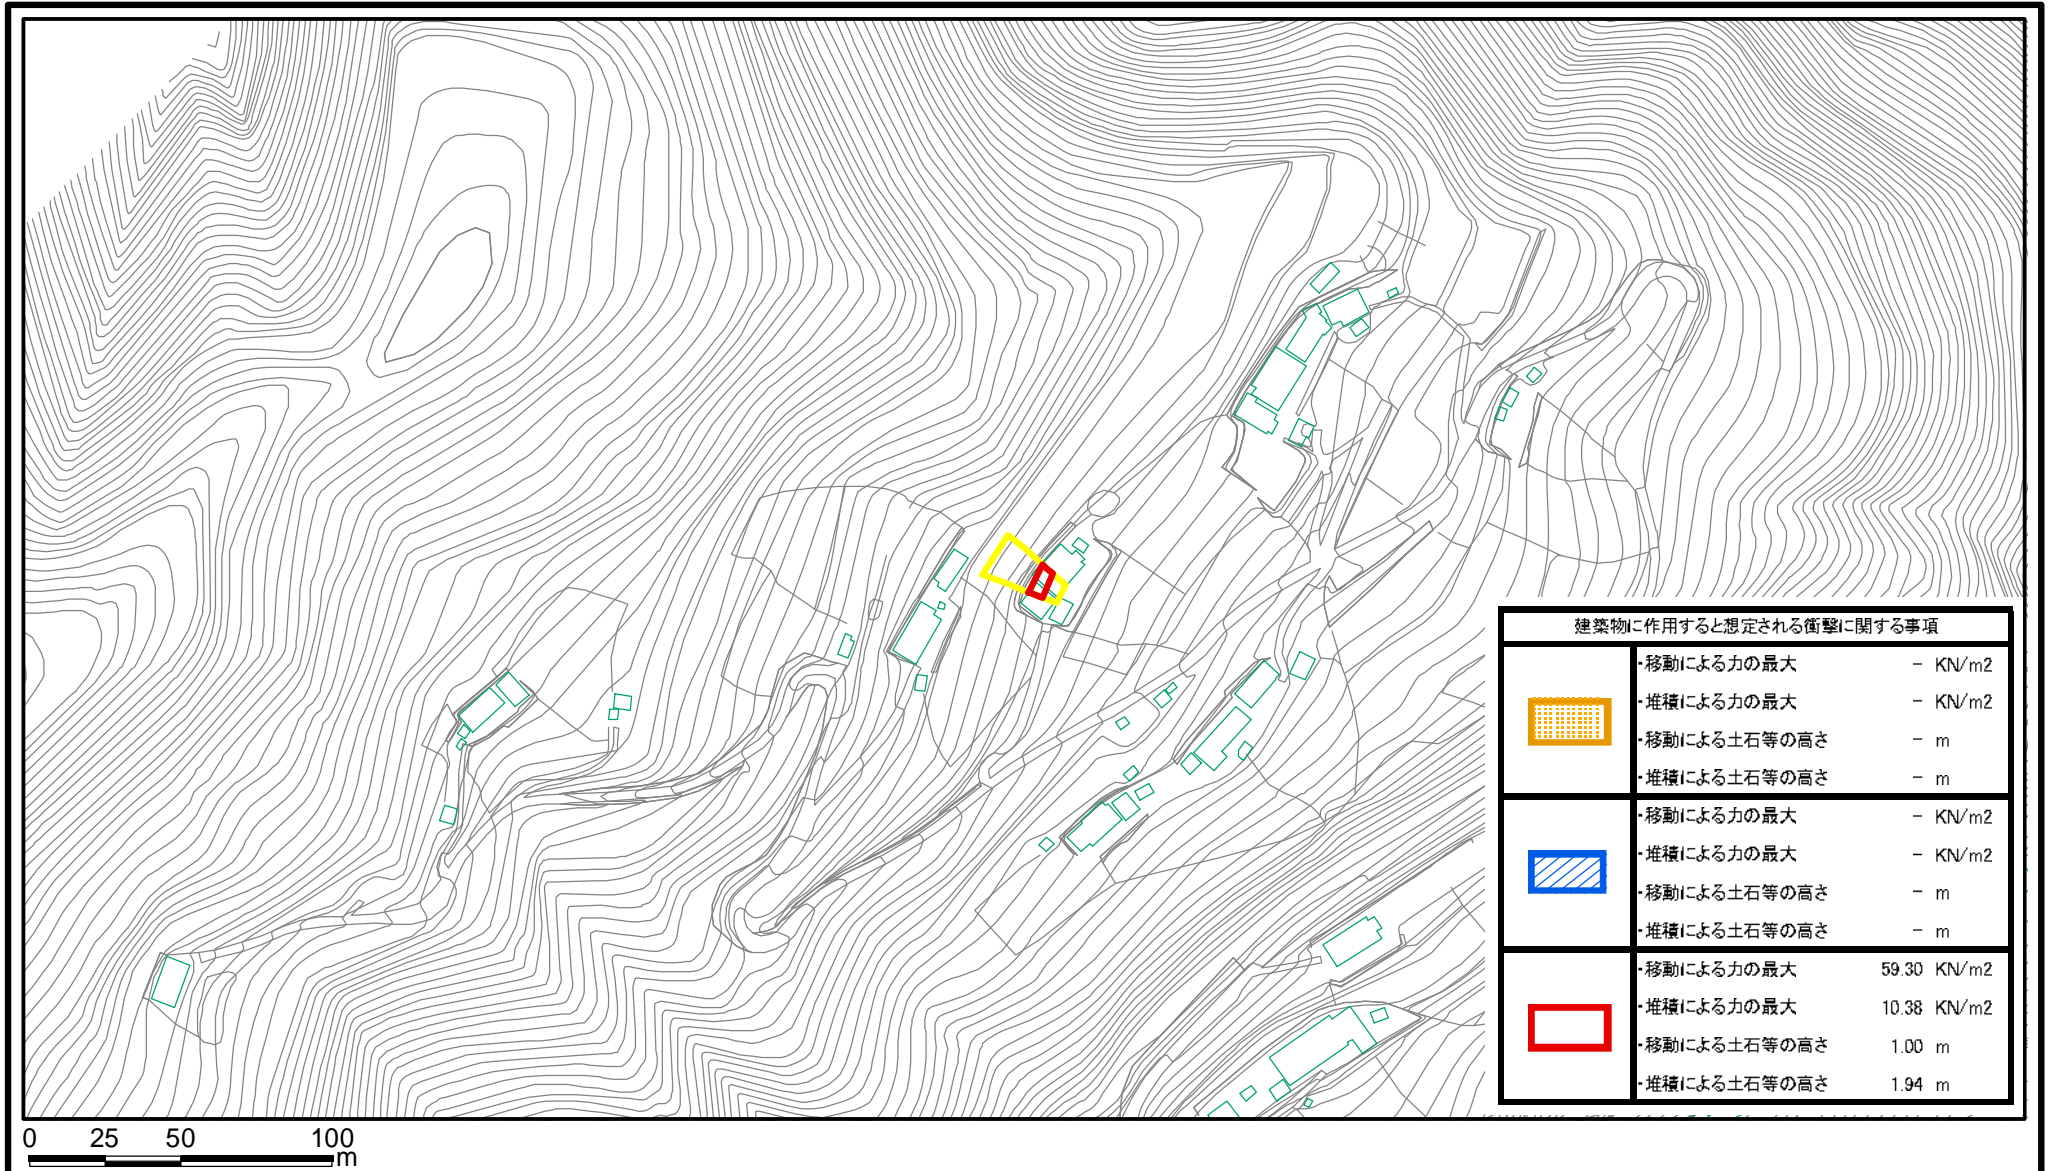 建築物に作用すると想定される衝撃に関する事項
・移動による力の最大 - KN/m2
・堆積による力の最大 - KN/m2
・移動による土石等の高さ - m
・堆積による土石等の高さ - m
・移動による力の最大 - KN/m2
・堆積による力の最大 - KN/m2
・移動による土石等の高さ - m
・堆積による土石等の高さ - m
・移動による力の最大 59.30 KN/m2
・堆積による力の最大 10.38 KN/m2
・移動による土石等の高さ 1.00 m
・堆積による土石等の高さ 1.94 m
0 25 50 100
m